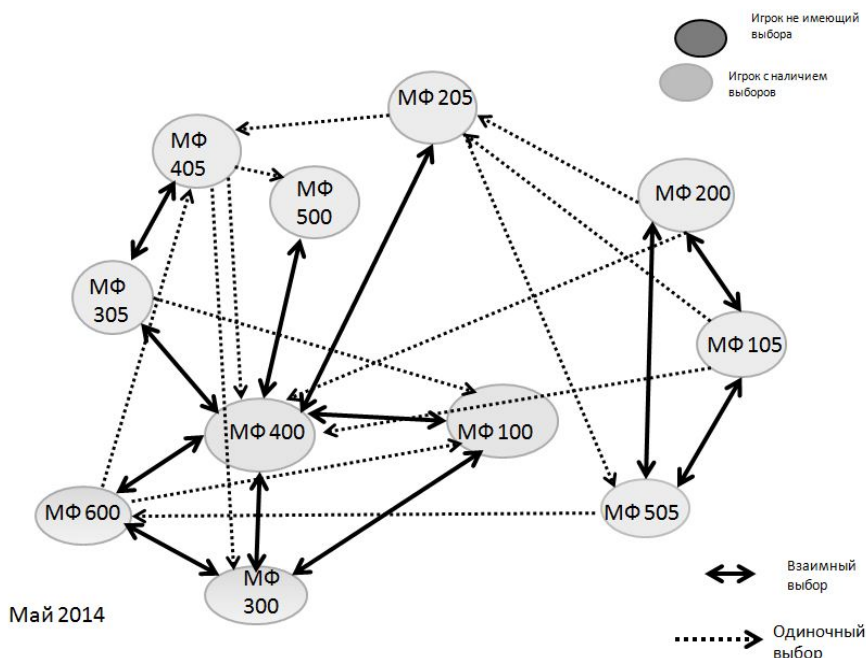 Игрок не имеющий
выбора
Игрок с наличием
выборов
МФ 205
МФ
405
МФ
500
МФ 200
МФ
305
МФ 105
МФ 400
МФ 100
МФ 600
МФ 505
МФ
300
Взаимный
выбор
Май 2014
Одиночный
выбор